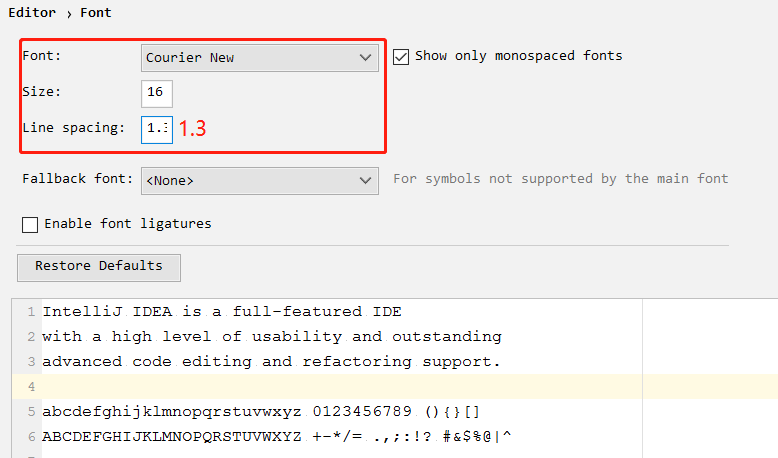 Editor › Font
Font: Courier New Show only monospaced fonts
Size: 16
Line spacing: 1.3 1.3
Fallback font: <None> For symbols not supported by the main font
Enable font ligatures
Restore Defaults
1 IntelliJ IDEA is a full-featured IDE
2 with a high level of usability and outstanding
3 advanced code editing and refactoring support.
4
5 abcdefghijklmnopqrstuvwxyz 0123456789 (){}[]
6 ABCDEFGHIJKLMNOPQRSTUVWXYZ +-*/= .,;:!? #&$%@|^